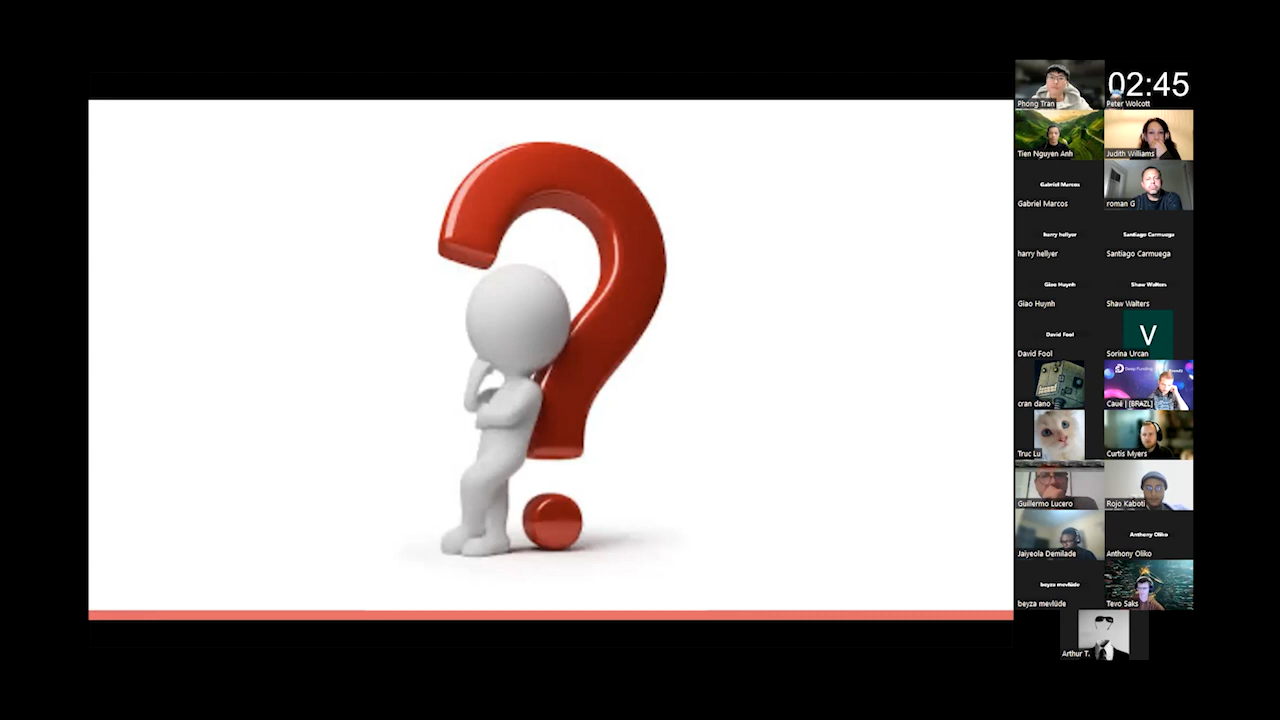 02:45
Phong Tran
Peter Wolcott
Tien Nguyen Anh
Judith Williams
Gabriel Marcos
Gabriel Marcos
roman G
harry hellyer
Santiago Carmuega
harry hellyer
Santiago Carmuega
Giao Huynh
Shaw Walters
Giao Huynh
Shaw Walters
David Fool
V
David Fool
Sorina Urcan
Deep Funding
cran dano
Cauê | [BRAZL]
Truc Lu
Curtis Myers
Guillermo Lucero
Rojo Kaboti
Anthony Oliko
Jaiyeola Demilade
Anthony Oliko
beyza mevlüde
beyza mevlüde
Tevo Saks
Arthur T.